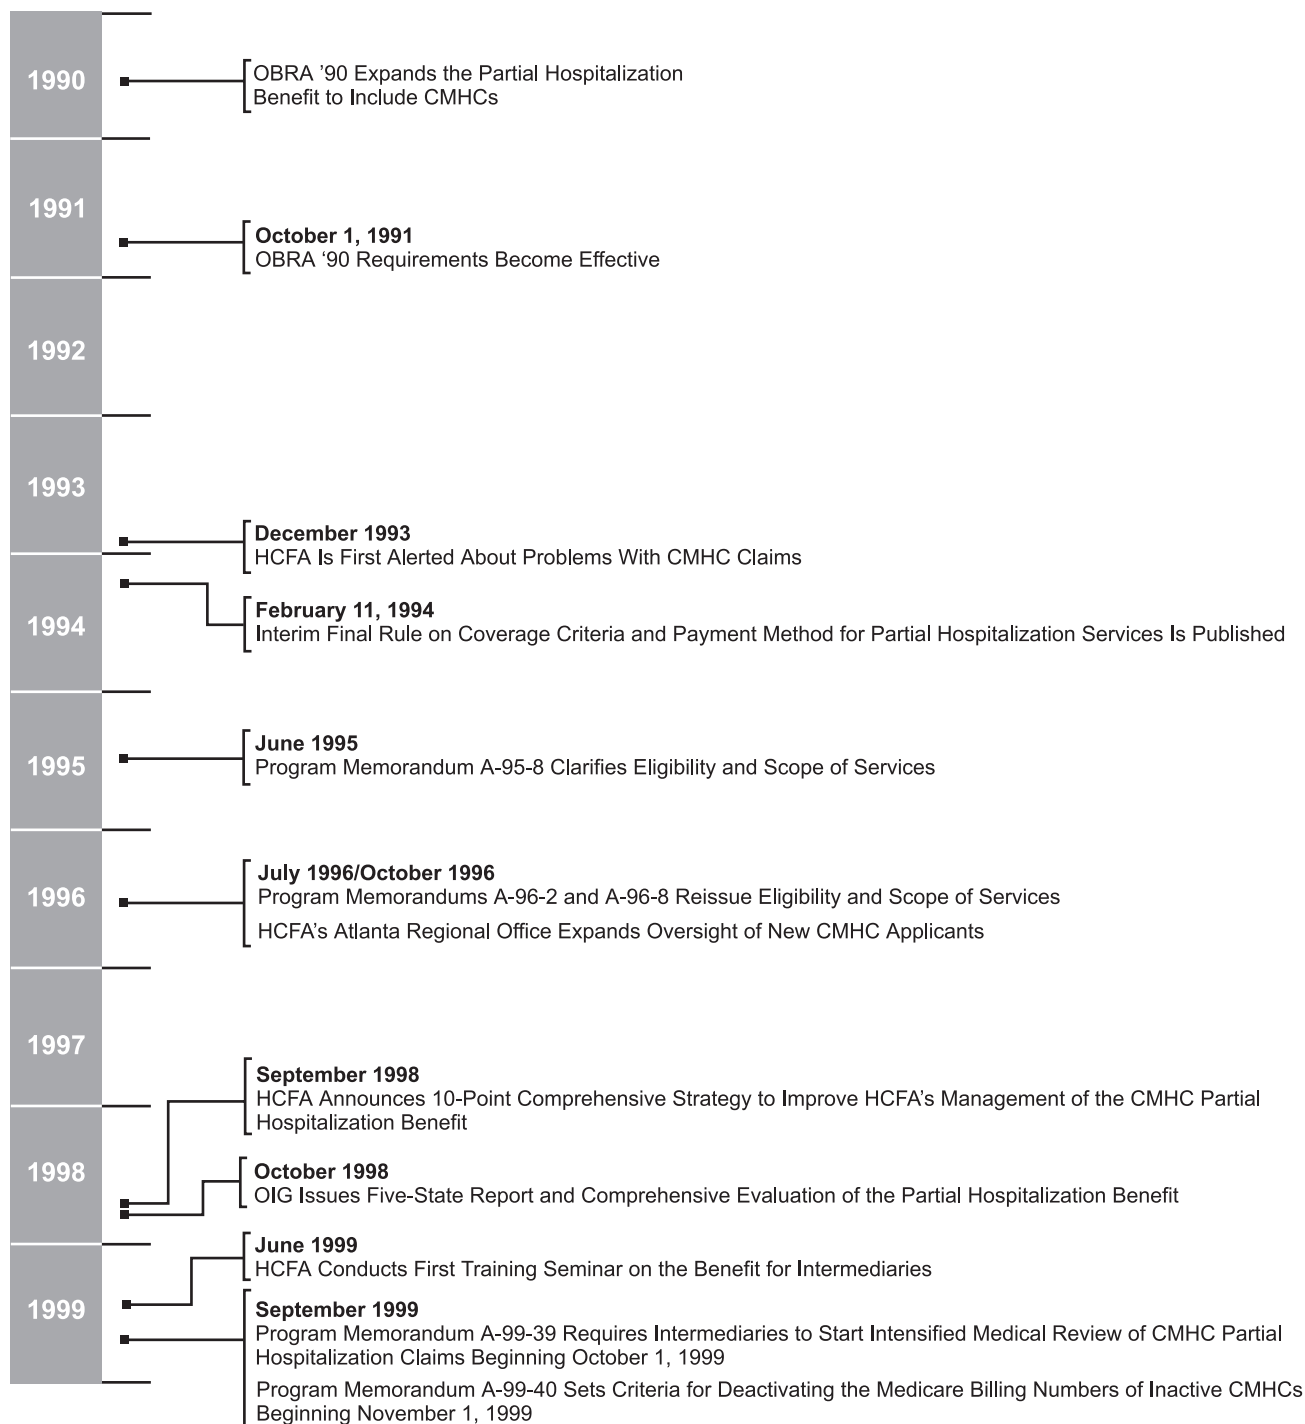 1990
OBRA ’90 Expands the Partial Hospitalization
Benefit to Include CMHCs
1991
October 1, 1991
OBRA ‘90 Requirements Become Effective
1992
1993
December 1993
HCFA Is First Alerted About Problems With CMHC Claims
1994
February 11, 1994
Interim Final Rule on Coverage Criteria and Payment Method for Partial Hospitalization Services Is Published
1995
June 1995
Program Memorandum A-95-8 Clarifies Eligibility and Scope of Services
1996
July 1996/October 1996
Program Memorandums A-96-2 and A-96-8 Reissue Eligibility and Scope of Services
HCFA’s Atlanta Regional Office Expands Oversight of New CMHC Applicants
1997
September 1998
HCFA Announces 10-Point Comprehensive Strategy to Improve HCFA’s Management of the CMHC Partial
Hospitalization Benefit
1998
October 1998
OIG Issues Five-State Report and Comprehensive Evaluation of the Partial Hospitalization Benefit
June 1999
HCFA Conducts First Training Seminar on the Benefit for Intermediaries
1999
September 1999
Program Memorandum A-99-39 Requires Intermediaries to Start Intensified Medical Review of CMHC Partial
Hospitalization Claims Beginning October 1, 1999
Program Memorandum A-99-40 Sets Criteria for Deactivating the Medicare Billing Numbers of Inactive CMHCs
Beginning November 1, 1999